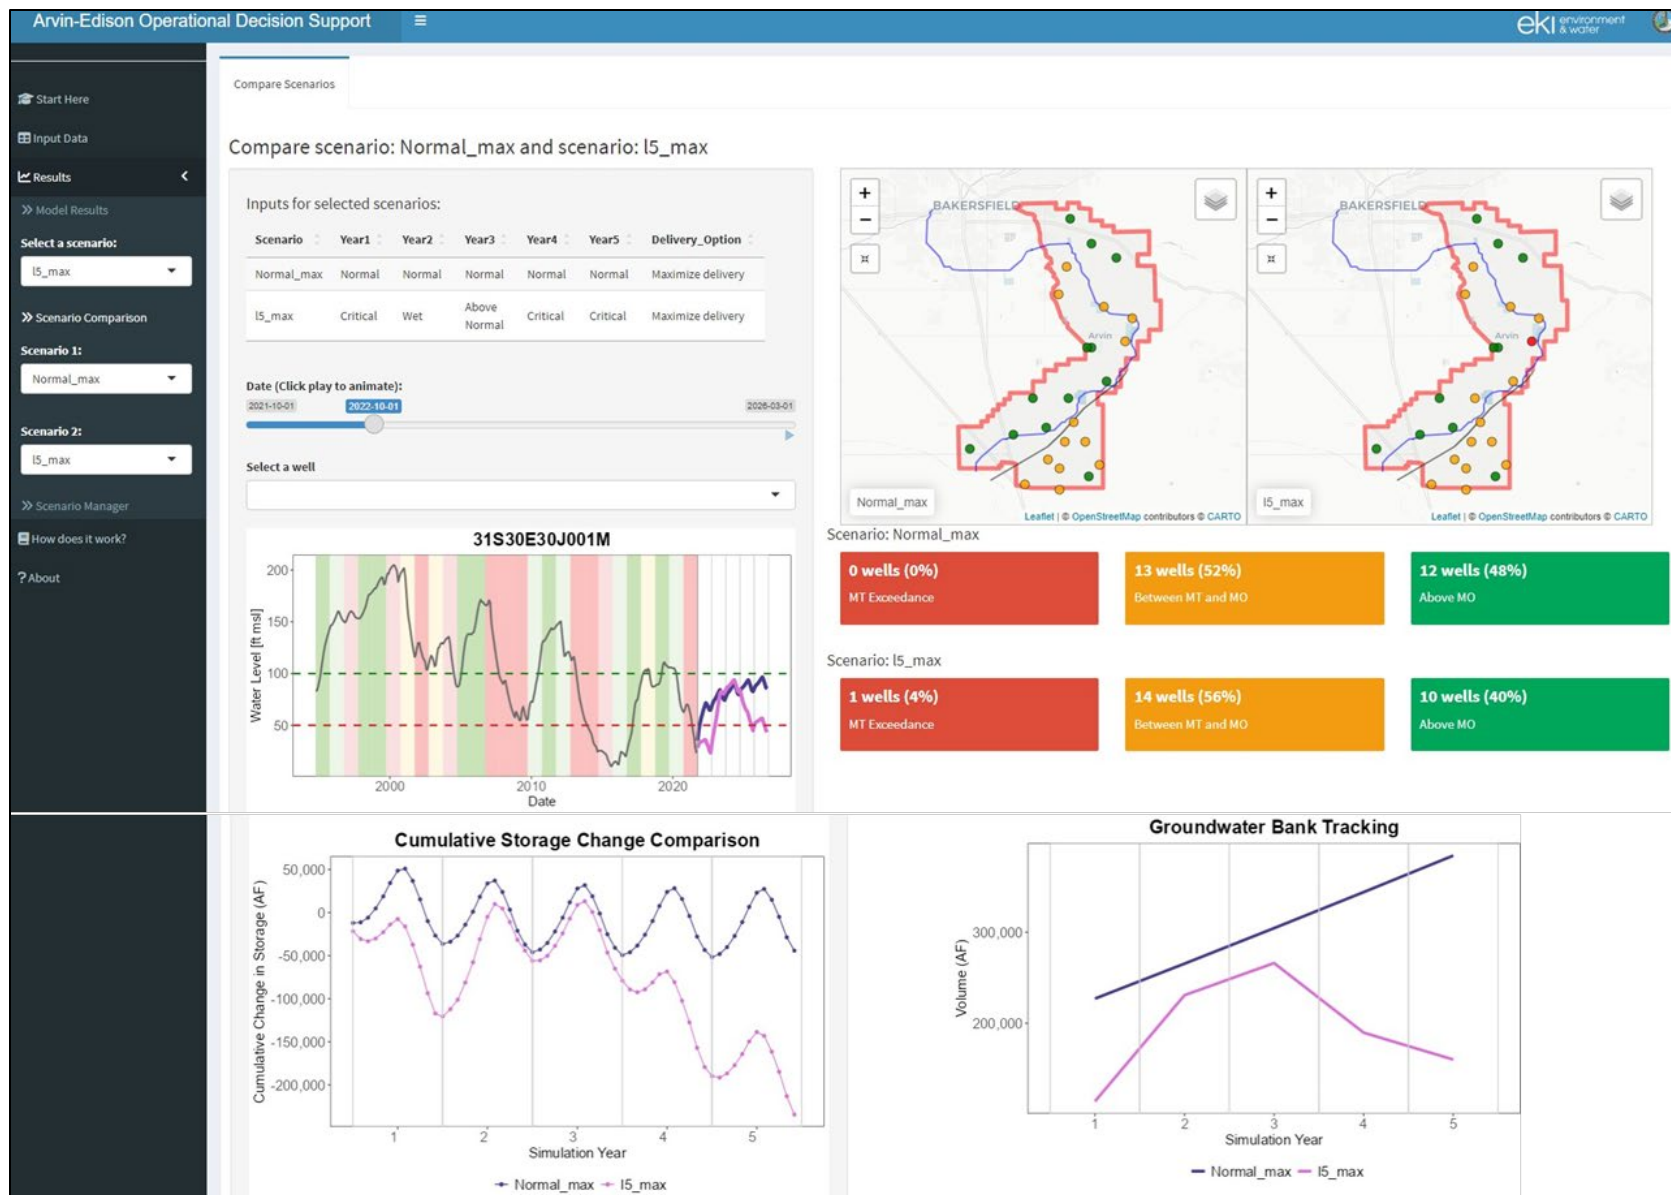 Arvin-Edison Operational Decision Support
eki environment & water
Start Here
Input Data
Results
Model Results
Select a scenario:
l5_max
Scenario Comparison
Scenario 1:
Normal_max
Scenario 2:
l5_max
Scenario Manager
How does it work?
About
Compare Scenarios
Compare scenario: Normal_max and scenario: l5_max
Inputs for selected scenarios:
Scenario Year1 Year2 Year3 Year4 Year5 Delivery_Option
Normal_max Normal Normal Normal Normal Normal Maximize delivery
l5_max Critical Wet Above Normal Critical Critical Maximize delivery
Date (Click play to animate):
2021-10-01 2022-10-01 2026-03-01
Select a well
31S30E30J001M
Water Level [ft msl]
200
150
100
50
2000 2010 2020
Date
+
−
BAKERSFIELD
Arvin
Normal_max
Leaflet | © OpenStreetMap contributors © CARTO
+
−
BAKERSFIELD
Arvin
l5_max
Leaflet | © OpenStreetMap contributors © CARTO
Scenario: Normal_max
0 wells (0%)
MT Exceedance
13 wells (52%)
Between MT and MO
12 wells (48%)
Above MO
Scenario: l5_max
1 wells (4%)
MT Exceedance
14 wells (56%)
Between MT and MO
10 wells (40%)
Above MO
Cumulative Storage Change Comparison
Cumulative Change in Storage (AF)
50,000
0
-50,000
-100,000
-150,000
-200,000
1 2 3 4 5
Simulation Year
Normal_max l5_max
Groundwater Bank Tracking
Volume (AF)
300,000
200,000
1 2 3 4 5
Simulation Year
Normal_max l5_max